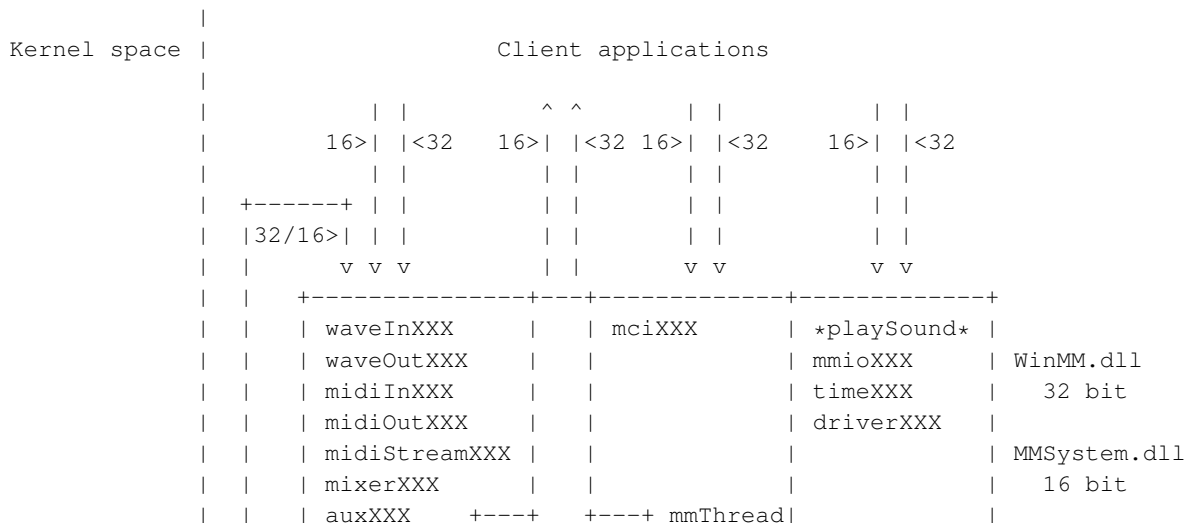 |
Kernel space |                    Client applications
            |
            |           | |         ^ ^       | |          | |
            |        16>| |<32   16>| |<32 16>| |<32    16>| |<32
            |           | |         | |       | |          | |
            |  +------+ | |         | |       | |          | |
            |  |32/16>| | |         | |       | |          | |
            |  |      v v v         | |       v v          v v
            |  |   +---------------+---+-------------+-------------+
            |  |   | waveInXXX     |   | mciXXX      | *playSound* |
            |  |   | waveOutXXX    |   |             | mmioXXX     | WinMM.dll
            |  |   | midiInXXX     |   |             | timeXXX     |   32 bit
            |  |   | midiOutXXX    |   |             | driverXXX   |
            |  |   | midiStreamXXX |   |             |             | MMSystem.dll
            |  |   | mixerXXX      |   |             |             |   16 bit
            |  |   | auxXXX    +---+   +---+ mmThread|             |